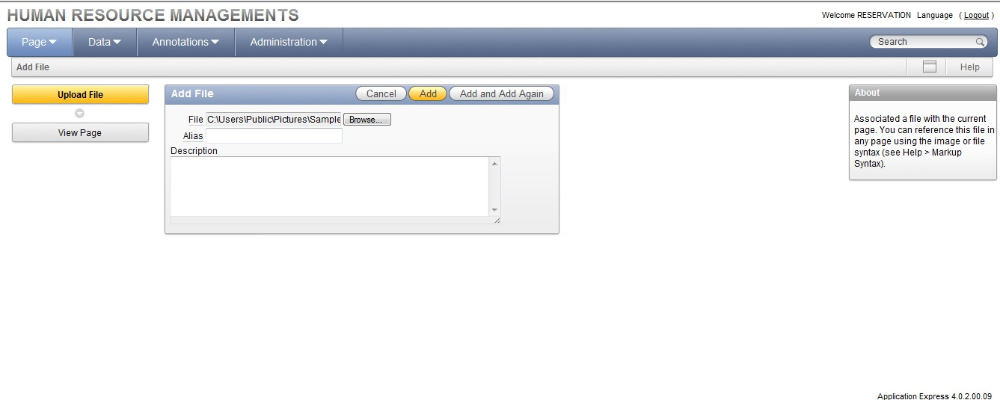 HUMAN RESOURCE MANAGEMENTS
Welcome RESERVATION Language ( Logout )
Page Data Annotations Administration Search
Add File Help
Upload File
View Page
Add File Cancel Add Add and Add Again
File C:\Users\Public\Pictures\Sample Browse...
Alias
Description
About
Associated a file with the current
page. You can reference this file in
any page using the image or file
syntax (see Help > Markup
Syntax).
Application Express 4.0.2.00.09